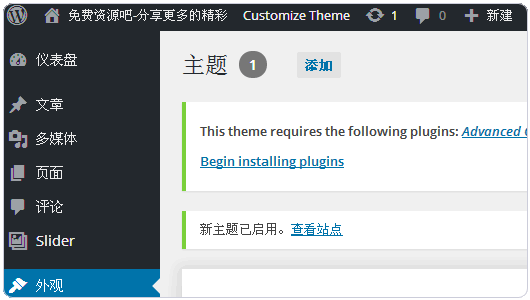 免费资源吧-分享更多的精彩 Customize Theme 1 0 新建
仪表盘
文章
多媒体
页面
评论
Slider
外观
主题 1 添加
This theme requires the following plugins: Advanced
Begin installing plugins
新主题已启用。查看站点